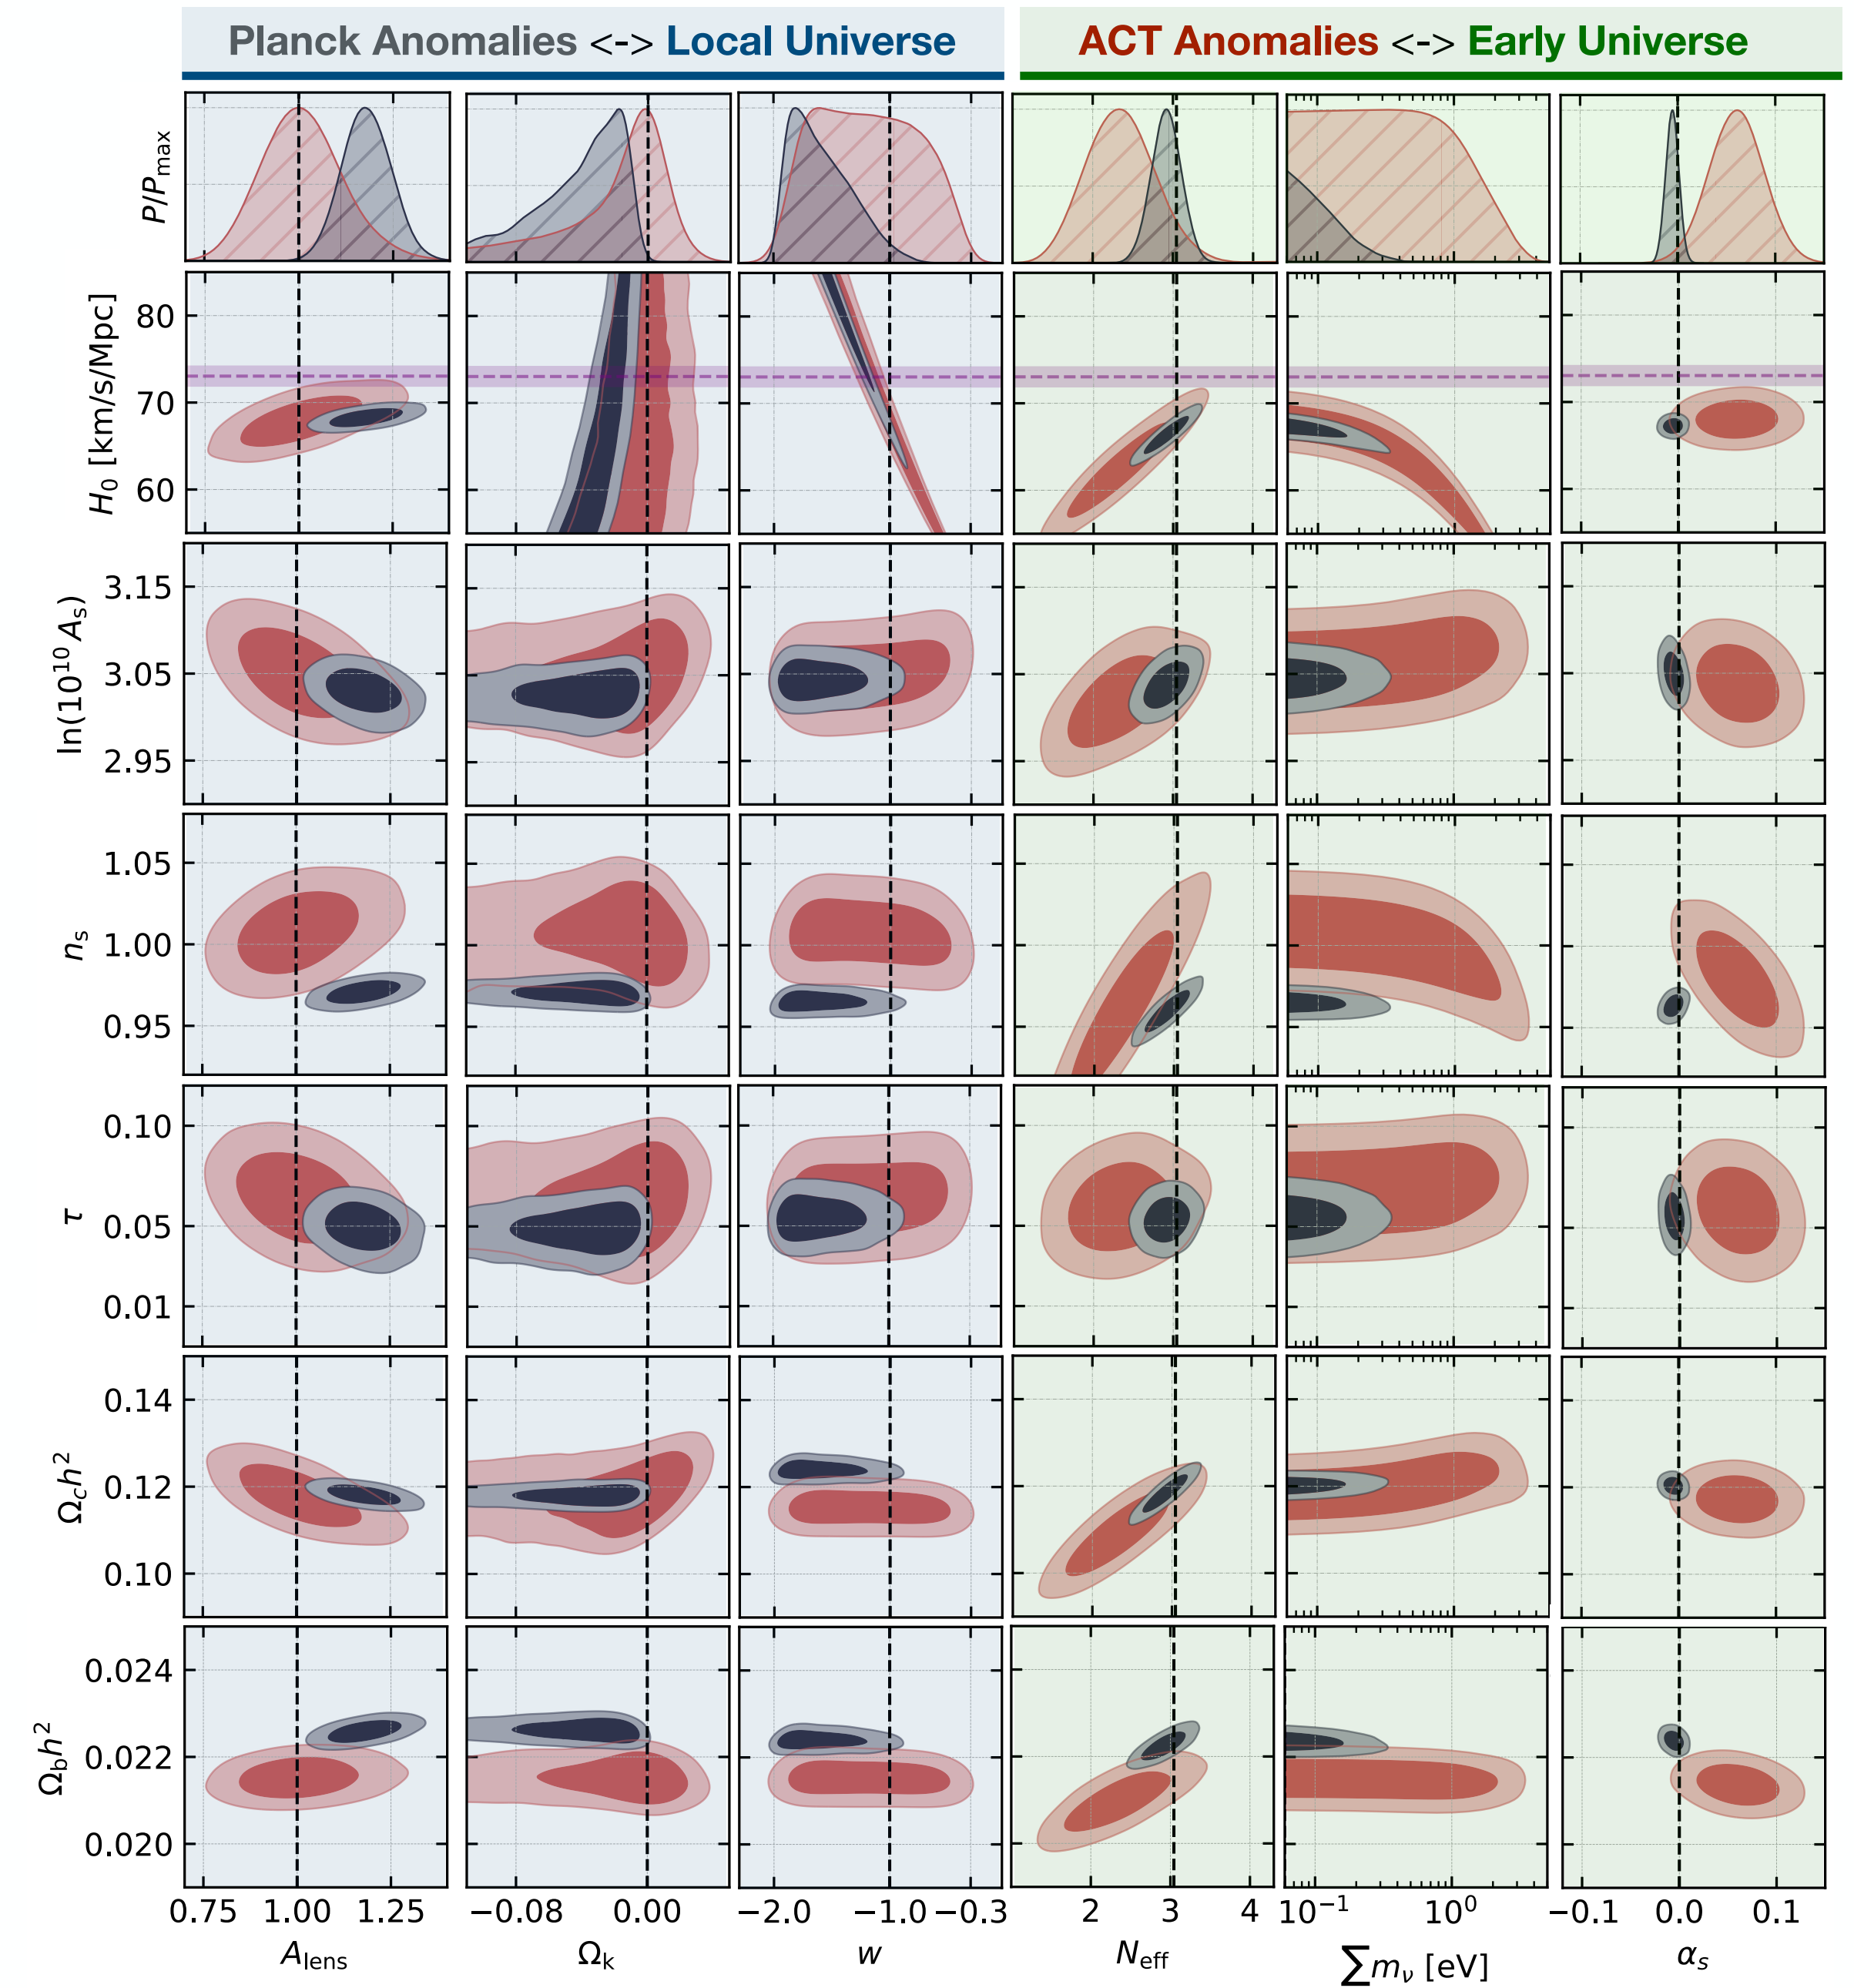 Planck Anomalies <-> Local Universe
ACT Anomalies <-> Early Universe
P/P_max
H_0 [km/s/Mpc]
80
70
60
ln(10^10 A_s)
3.15
3.05
2.95
n_s
1.05
1.00
0.95
τ
0.10
0.05
0.01
Ω_c h^2
0.14
0.12
0.10
Ω_b h^2
0.024
0.022
0.020
0.75 1.00 1.25
−0.08 0.00
−2.0 −1.0 −0.3
2 3 4
10^−1 10^0
−0.1 0.0 0.1
A_lens
Ω_k
w
N_eff
∑ m_ν [eV]
α_s